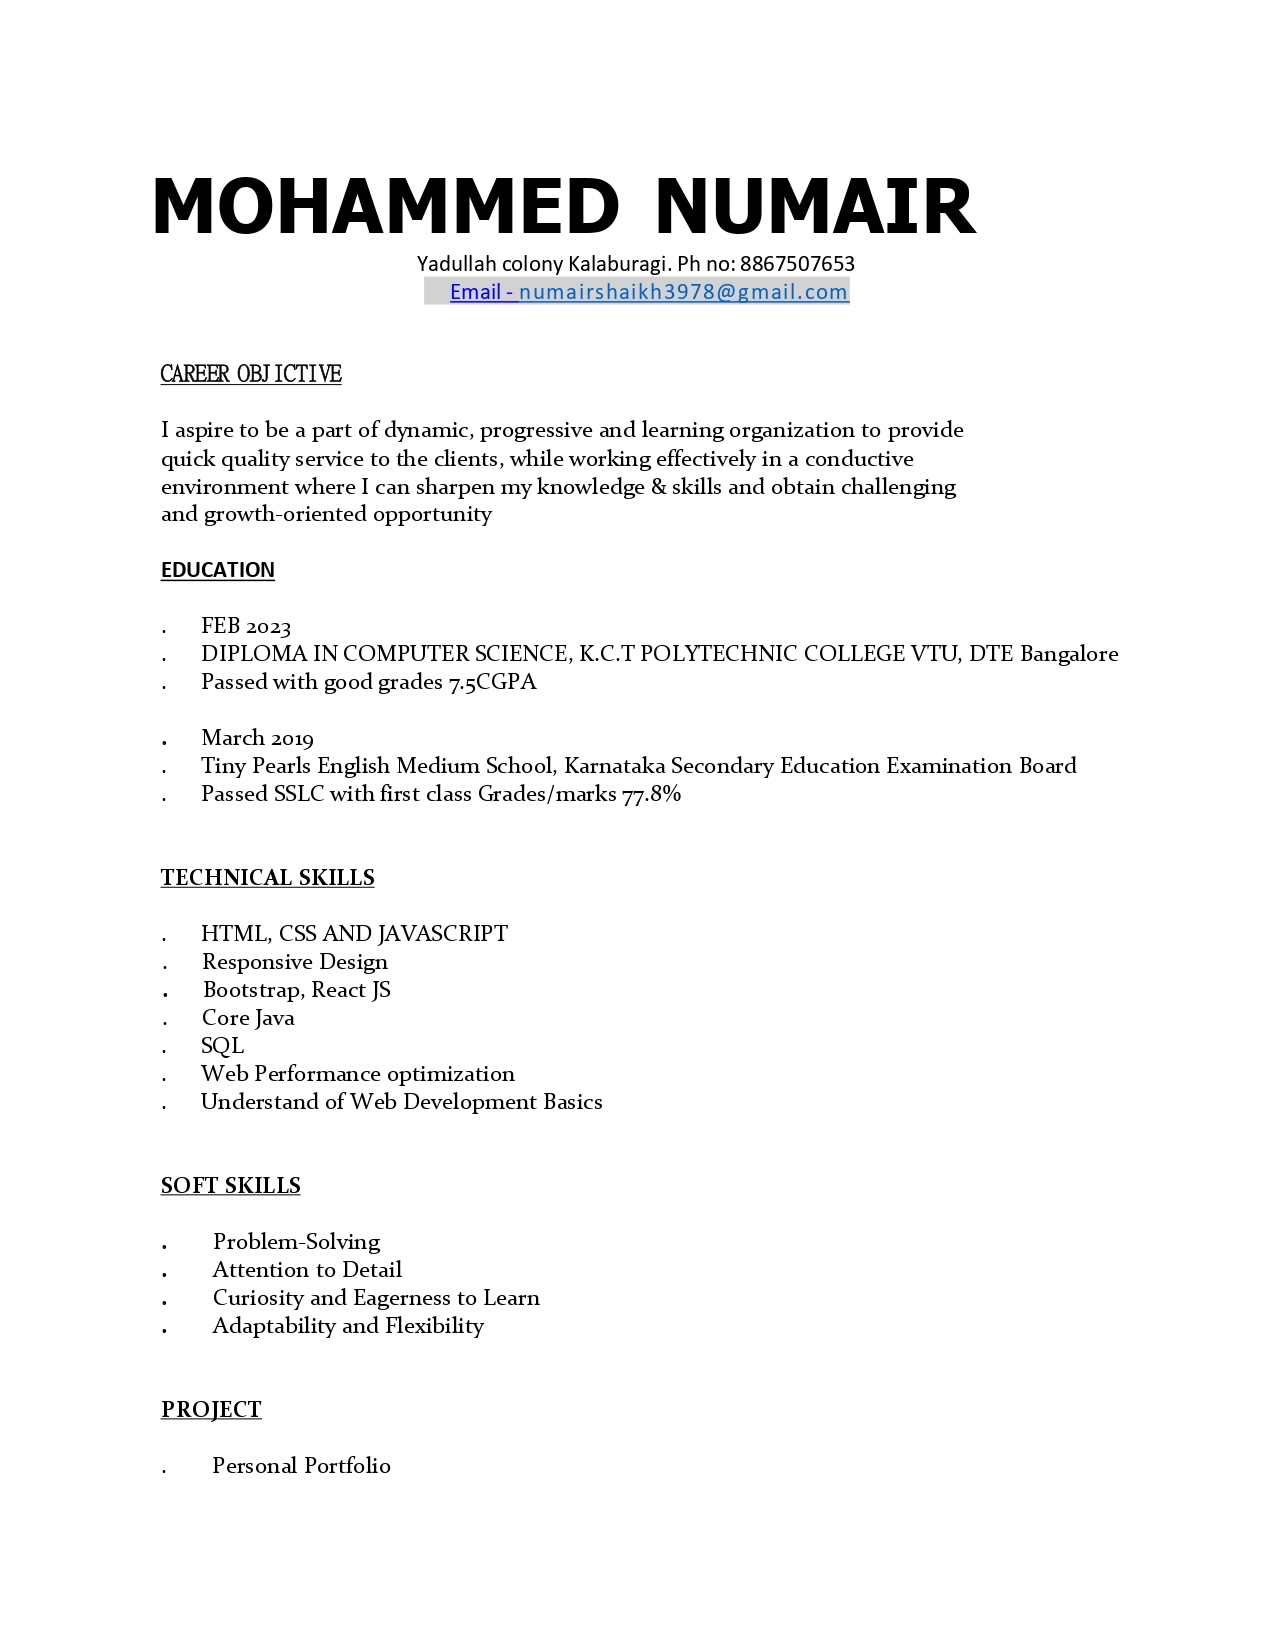 MOHAMMED NUMAIR
Yadullah colony Kalaburagi. Ph no: 8867507653
Email - numairshaikh3978@gmail.com
CAREER OBJICTIVE
I aspire to be a part of dynamic, progressive and learning organization to provide
quick quality service to the clients, while working effectively in a conductive
environment where I can sharpen my knowledge & skills and obtain challenging
and growth-oriented opportunity
EDUCATION
. FEB 2023
. DIPLOMA IN COMPUTER SCIENCE, K.C.T POLYTECHNIC COLLEGE VTU, DTE Bangalore
. Passed with good grades 7.5CGPA
. March 2019
. Tiny Pearls English Medium School, Karnataka Secondary Education Examination Board
. Passed SSLC with first class Grades/marks 77.8%
TECHNICAL SKILLS
. HTML, CSS AND JAVASCRIPT
. Responsive Design
. Bootstrap, React JS
. Core Java
. SQL
. Web Performance optimization
. Understand of Web Development Basics
SOFT SKILLS
. Problem-Solving
. Attention to Detail
. Curiosity and Eagerness to Learn
. Adaptability and Flexibility
PROJECT
. Personal Portfolio